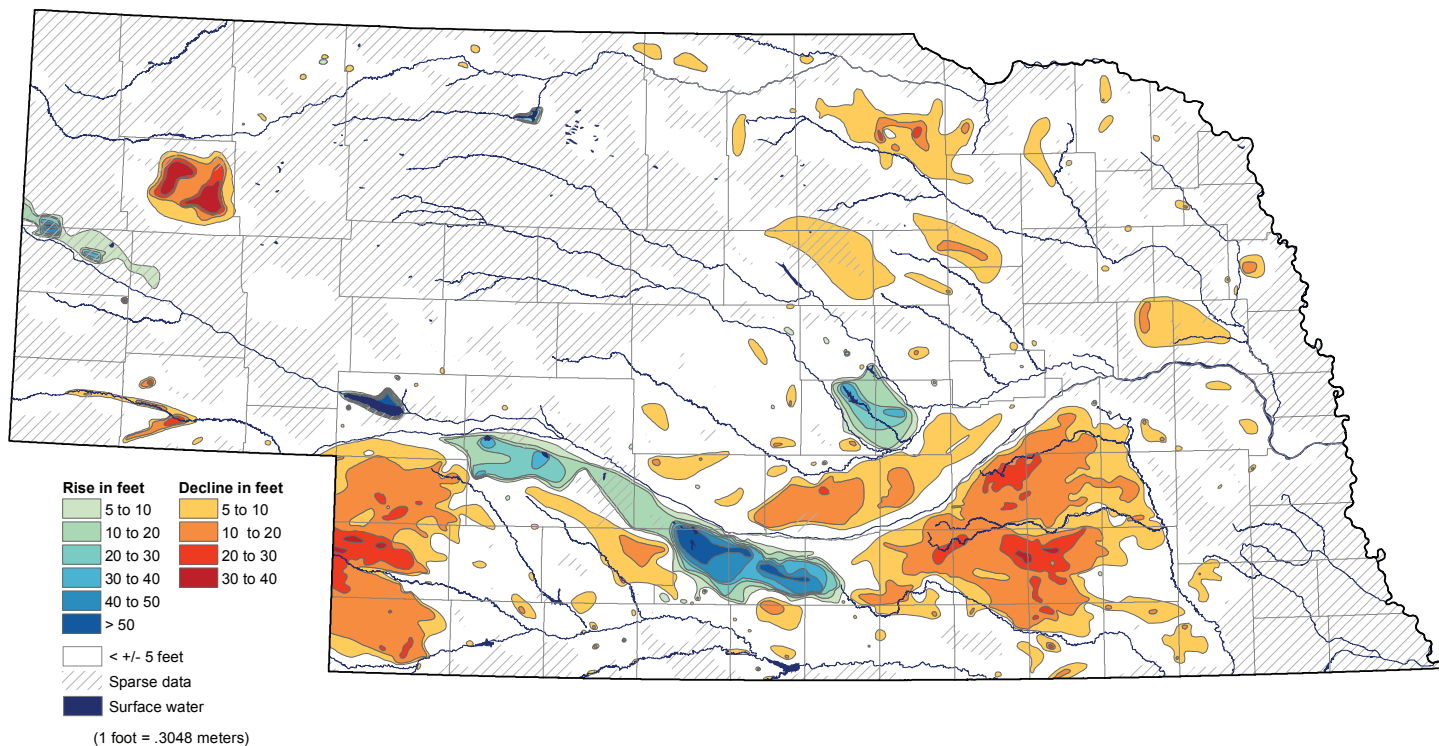 Rise in feet
5 to 10
10 to 20
20 to 30
30 to 40
40 to 50
> 50
Decline in feet
5 to 10
10 to 20
20 to 30
30 to 40
< +/- 5 feet
Sparse data
Surface water
(1 foot = .3048 meters)